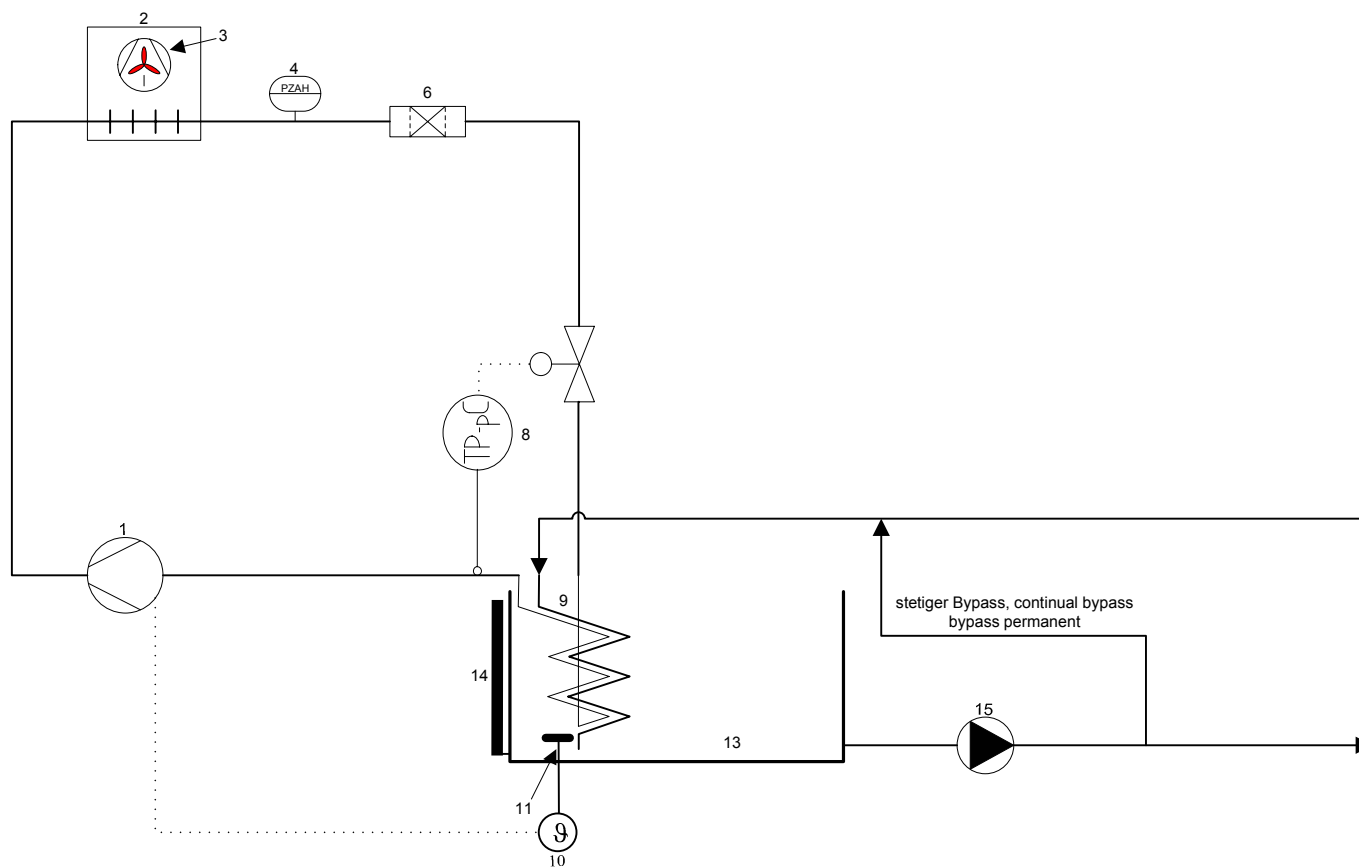 2
3
4
PZAH
6
TP-pC
8
1
9
stetiger Bypass, continual bypass
bypass permanent
14
15
13
11
ϑ
10